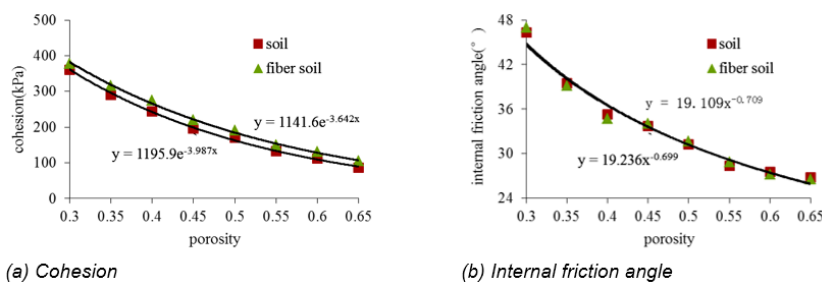 500
400
300
200
100
0
cohesion(kPa)
soil
fiber soil
y = 1141.6e^-3.642x
y = 1195.9e^-3.987x
0.3 0.35 0.4 0.45 0.5 0.55 0.6 0.65
porosity
(a) Cohesion
48
42
36
30
24
internal friction angle(°)
soil
fiber soil
y = 19.109x^-0.709
y = 19.236x^-0.699
0.3 0.35 0.4 0.45 0.5 0.55 0.6 0.65
porosity
(b) Internal friction angle